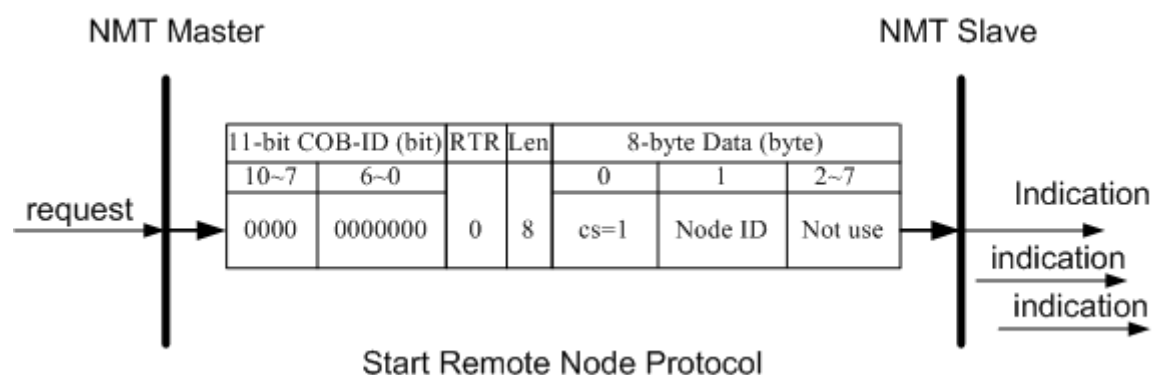 NMT Master NMT Slave
11-bit COB-ID (bit) RTR Len 8-byte Data (byte)
10~7 6~0 0 1 2~7
request 0000 0000000 0 8 cs=1 Node ID Not use Indication
indication
indication
Start Remote Node Protocol